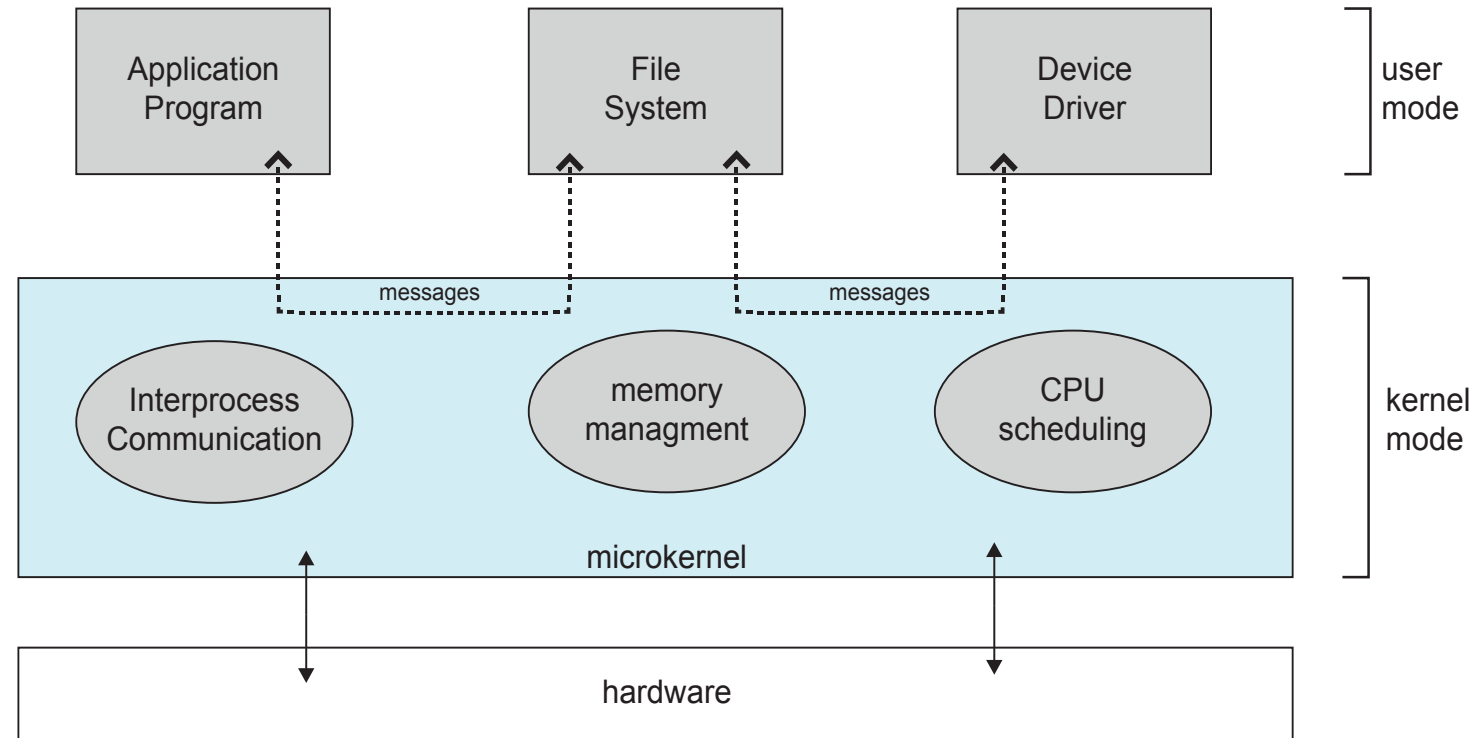 Application
Program
File
System
Device
Driver
user
mode
messages
messages
Interprocess
Communication
memory
managment
CPU
scheduling
kernel
mode
microkernel
hardware